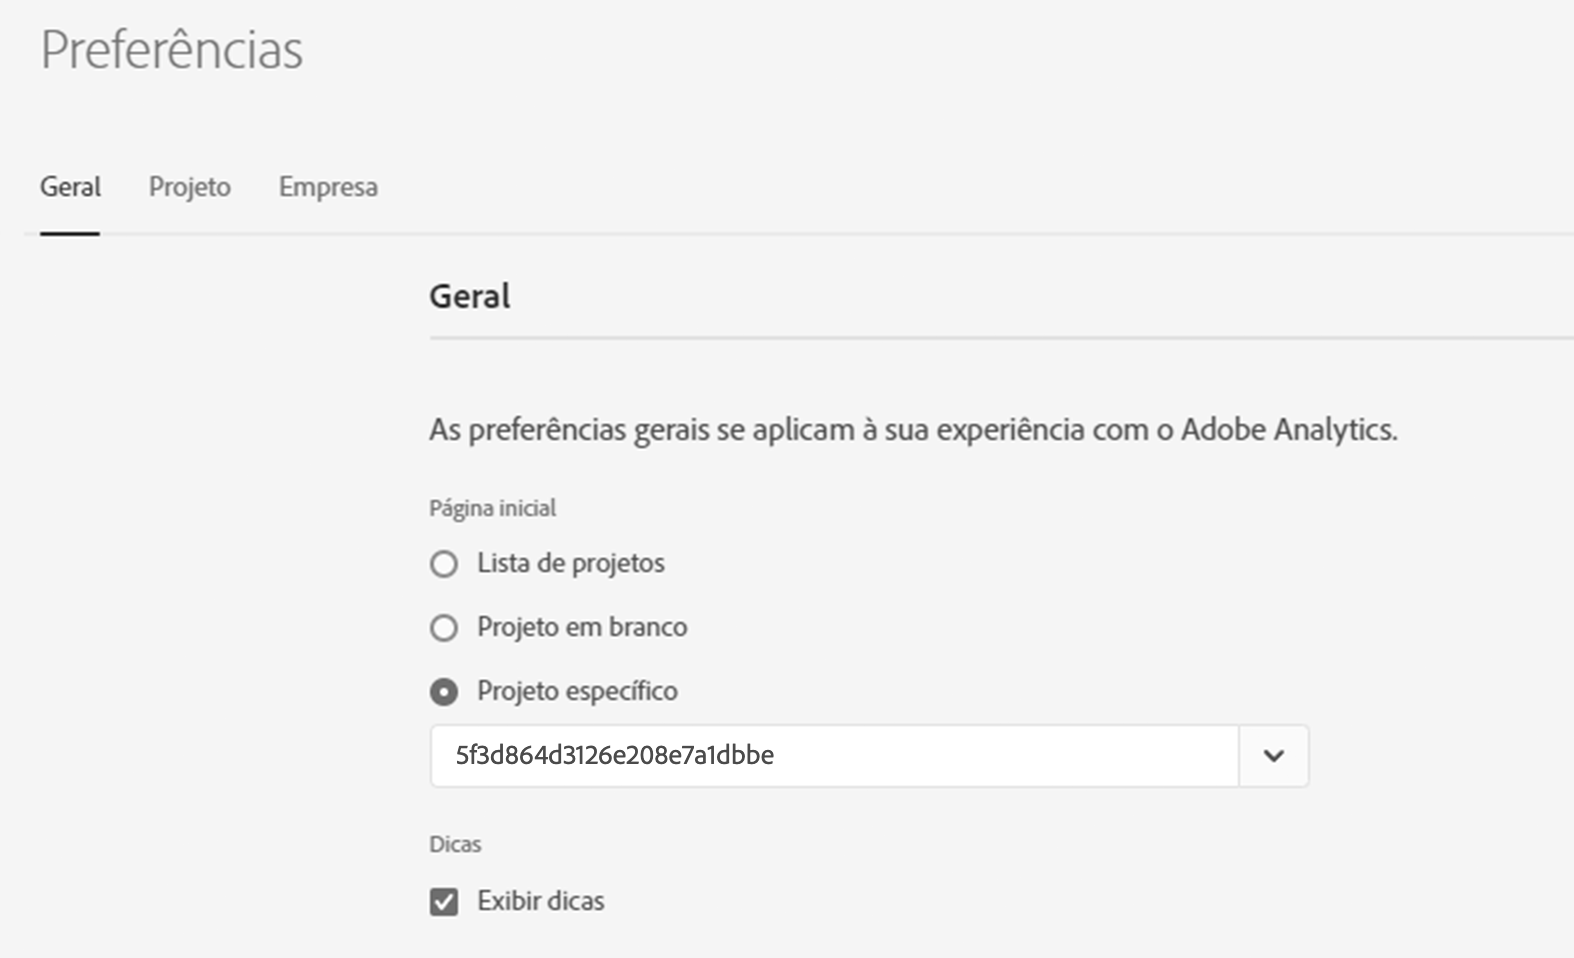 Preferências
Geral Projeto Empresa
Geral
As preferências gerais se aplicam à sua experiência com o Adobe Analytics.
Página inicial
Lista de projetos
Projeto em branco
Projeto específico
5f3d864d3126e208e7a1dbbe
Dicas
Exibir dicas